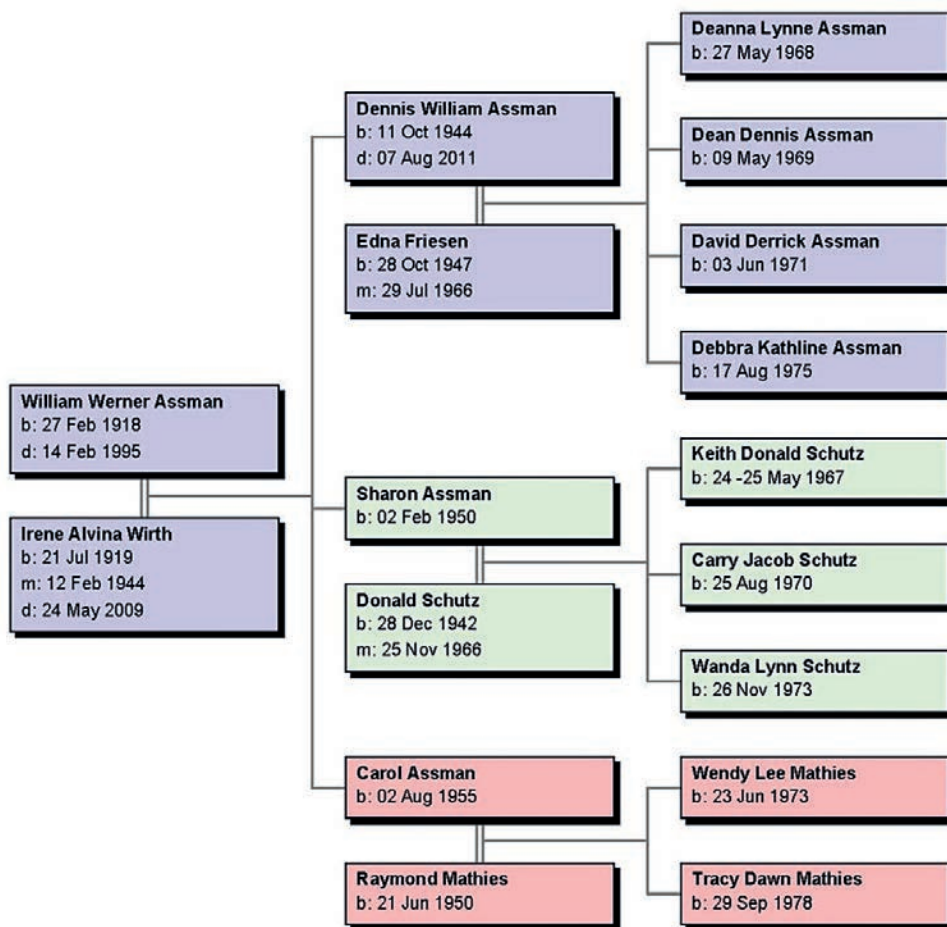 William Werner Assman
b: 27 Feb 1918
d: 14 Feb 1995
Irene Alvina Wirth
b: 21 Jul 1919
m: 12 Feb 1944
d: 24 May 2009
Dennis William Assman
b: 11 Oct 1944
d: 07 Aug 2011
Edna Friesen
b: 28 Oct 1947
m: 29 Jul 1966
Deanna Lynne Assman
b: 27 May 1968
Dean Dennis Assman
b: 09 May 1969
David Derrick Assman
b: 03 Jun 1971
Debbra Kathline Assman
b: 17 Aug 1975
Sharon Assman
b: 02 Feb 1950
Donald Schutz
b: 28 Dec 1942
m: 25 Nov 1966
Keith Donald Schutz
b: 24 -25 May 1967
Carry Jacob Schutz
b: 25 Aug 1970
Wanda Lynn Schutz
b: 26 Nov 1973
Carol Assman
b: 02 Aug 1955
Raymond Mathies
b: 21 Jun 1950
Wendy Lee Mathies
b: 23 Jun 1973
Tracy Dawn Mathies
b: 29 Sep 1978